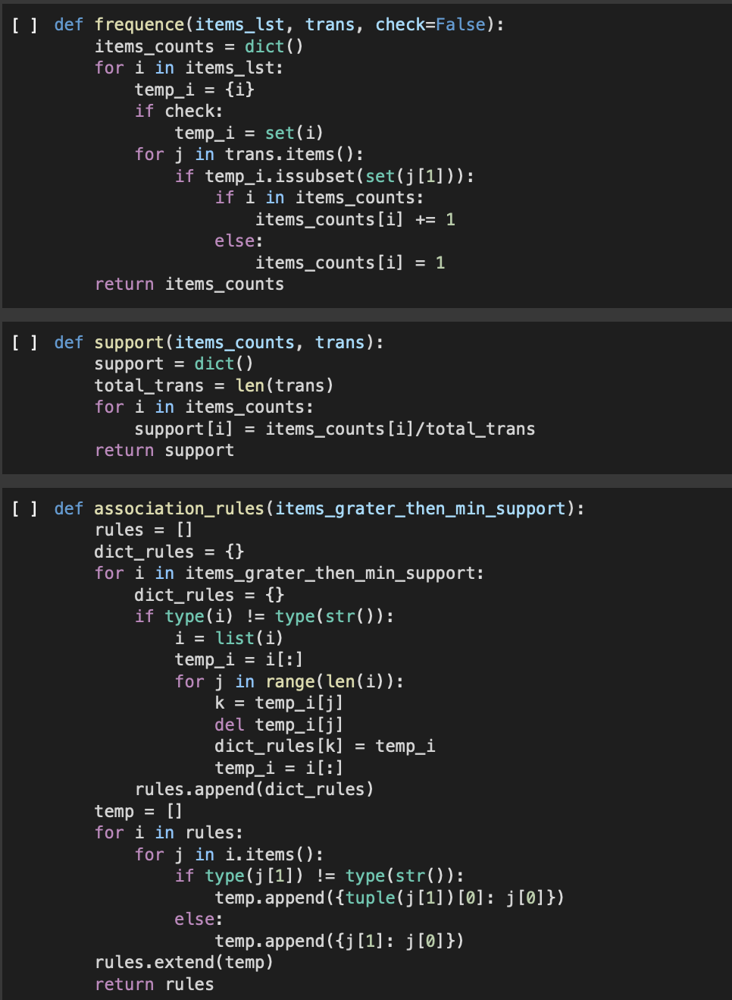 [ ] def frequence(items_lst, trans, check=False):
        items_counts = dict()
        for i in items_lst:
            temp_i = {i}
            if check:
                temp_i = set(i)
            for j in trans.items():
                if temp_i.issubset(set(j[1])):
                    if i in items_counts:
                        items_counts[i] += 1
                    else:
                        items_counts[i] = 1
        return items_counts
[ ] def support(items_counts, trans):
        support = dict()
        total_trans = len(trans)
        for i in items_counts:
            support[i] = items_counts[i]/total_trans
        return support
[ ] def association_rules(items_grater_then_min_support):
        rules = []
        dict_rules = {}
        for i in items_grater_then_min_support:
            dict_rules = {}
            if type(i) != type(str()):
                i = list(i)
                temp_i = i[:]
                for j in range(len(i)):
                    k = temp_i[j]
                    del temp_i[j]
                    dict_rules[k] = temp_i
                    temp_i = i[:]
            rules.append(dict_rules)
        temp = []
        for i in rules:
            for j in i.items():
                if type(j[1]) != type(str()):
                    temp.append({tuple(j[1])[0]: j[0]})
                else:
                    temp.append({j[1]: j[0]})
        rules.extend(temp)
        return rules